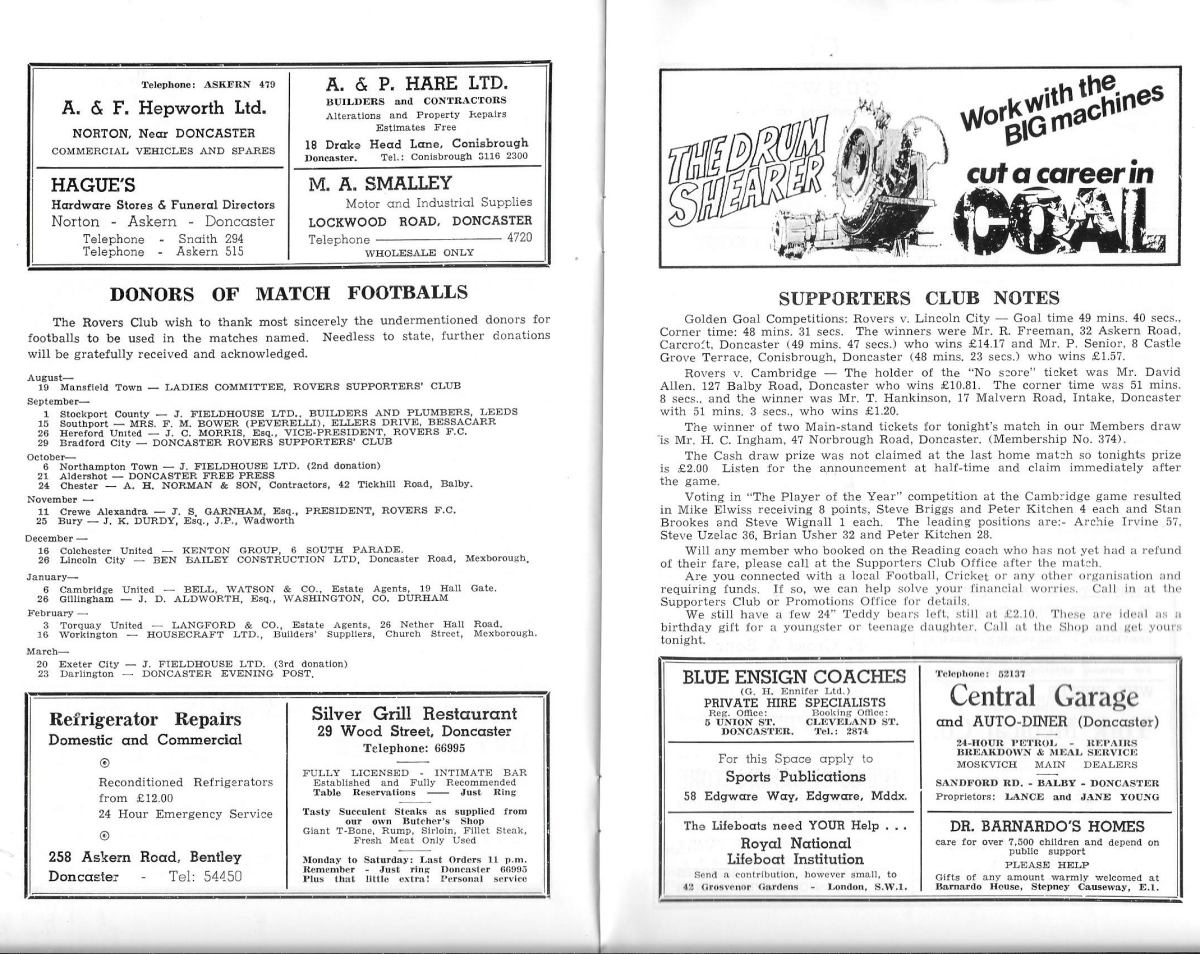 Telephone: ASKERN 479
A. & F. Hepworth Ltd.
NORTON, Near DONCASTER
COMMERCIAL VEHICLES AND SPARES
A. & P. HARE LTD.
BUILDERS and CONTRACTORS
Alterations and Property Repairs
Estimates Free
18 Drake Head Lane, Conisbrough
Doncaster. Tel.: Conisbrough 3116 2300
HAGUE'S
Hardware Stores & Funeral Directors
Norton - Askern - Doncaster
Telephone - Snaith 294
Telephone - Askern 515
M. A. SMALLEY
Motor and Industrial Supplies
LOCKWOOD ROAD, DONCASTER
Telephone ——— 4720
WHOLESALE ONLY
DONORS OF MATCH FOOTBALLS
The Rovers Club wish to thank most sincerely the undermentioned donors for
footballs to be used in the matches named. Needless to state, further donations
will be gratefully received and acknowledged.
August—
19 Mansfield Town — LADIES COMMITTEE, ROVERS SUPPORTERS' CLUB
September—
1 Stockport County — J. FIELDHOUSE LTD., BUILDERS AND PLUMBERS, LEEDS
15 Southport — MRS. F. M. BOWER (PEVERELLI), ELLERS DRIVE, BESSACARR
26 Hereford United — J. C. MORRIS, Esq., VICE-PRESIDENT, ROVERS F.C.
29 Bradford City — DONCASTER ROVERS SUPPORTERS' CLUB
October—
6 Northampton Town — J. FIELDHOUSE LTD. (2nd donation)
21 Aldershot — DONCASTER FREE PRESS
24 Chester — A. H. NORMAN & SON, Contractors, 42 Tickhill Road, Balby.
November —
11 Crewe Alexandra — J. S. GARNHAM, Esq., PRESIDENT, ROVERS F.C.
25 Bury — J. K. DURDY, Esq., J.P., Wadworth
December —
16 Colchester United — KENTON GROUP, 6 SOUTH PARADE.
26 Lincoln City — BEN BAILEY CONSTRUCTION LTD, Doncaster Road, Mexborough.
January—
6 Cambridge United — BELL, WATSON & CO., Estate Agents, 19 Hall Gate.
26 Gillingham — J. D. ALDWORTH, Esq., WASHINGTON, CO. DURHAM
February —
3 Torquay United — LANGFORD & CO., Estate Agents, 26 Nether Hall Road.
16 Workington — HOUSECRAFT LTD., Builders' Suppliers, Church Street, Mexborough.
March—
20 Exeter City — J. FIELDHOUSE LTD. (3rd donation)
23 Darlington — DONCASTER EVENING POST.
Refrigerator Repairs
Domestic and Commercial
Reconditioned Refrigerators
from £12.00
24 Hour Emergency Service
258 Askern Road, Bentley
Doncaster - Tel: 54450
Silver Grill Restaurant
29 Wood Street, Doncaster
Telephone: 66995
FULLY LICENSED - INTIMATE BAR
Established and Fully Recommended
Table Reservations —— Just Ring
Tasty Succulent Steaks as supplied from
our own Butcher's Shop
Giant T-Bone, Rump, Sirloin, Fillet Steak,
Fresh Meat Only Used
Monday to Saturday: Last Orders 11 p.m.
Remember - Just ring Doncaster 66995
Plus that little extra! Personal service
THE DRUM
SHEARER
Work with the
BIG machines
cut a career in
COAL
SUPPORTERS CLUB NOTES
Golden Goal Competitions: Rovers v. Lincoln City — Goal time 49 mins. 40 secs.,
Corner time: 48 mins. 31 secs. The winners were Mr. R. Freeman, 32 Askern Road,
Carcroft, Doncaster (49 mins. 47 secs.) who wins £14.17 and Mr. P. Senior, 8 Castle
Grove Terrace, Conisbrough, Doncaster (48 mins. 23 secs.) who wins £1.57.
Rovers v. Cambridge — The holder of the "No score" ticket was Mr. David
Allen, 127 Balby Road, Doncaster who wins £10.81. The corner time was 51 mins.
8 secs., and the winner was Mr. T. Hankinson, 17 Malvern Road, Intake, Doncaster
with 51 mins. 3 secs., who wins £1.20.
The winner of two Main-stand tickets for tonight's match in our Members draw
is Mr. H. C. Ingham, 47 Norbrough Road, Doncaster. (Membership No. 374).
The Cash draw prize was not claimed at the last home match so tonights prize
is £2.00 Listen for the announcement at half-time and claim immediately after
the game.
Voting in "The Player of the Year" competition at the Cambridge game resulted
in Mike Elwiss receiving 8 points, Steve Briggs and Peter Kitchen 4 each and Stan
Brookes and Steve Wignall 1 each. The leading positions are:- Archie Irvine 57,
Steve Uzelac 36, Brian Usher 32 and Peter Kitchen 28.
Will any member who booked on the Reading coach who has not yet had a refund
of their fare, please call at the Supporters Club Office after the match.
Are you connected with a local Football, Cricket or any other organisation and
requiring funds. If so, we can help solve your financial worries. Call in at the
Supporters Club or Promotions Office for details.
We still have a few 24" Teddy bears left, still at £2.10. These are ideal as a
birthday gift for a youngster or teenage daughter. Call at the Shop and get yours
tonight.
BLUE ENSIGN COACHES
(G. H. Ennifer Ltd.)
PRIVATE HIRE SPECIALISTS
Reg. Office: Booking Office:
5 UNION ST. CLEVELAND ST.
DONCASTER. Tel.: 2874
Telephone: 52137
Central Garage
and AUTO-DINER (Doncaster)
24-HOUR PETROL - REPAIRS
BREAKDOWN & MEAL SERVICE
MOSKVICH MAIN DEALERS
SANDFORD RD. - BALBY - DONCASTER
Proprietors: LANCE and JANE YOUNG
For this Space apply to
Sports Publications
58 Edgware Way, Edgware, Mddx.
The Lifeboats need YOUR Help . . .
Royal National
Lifeboat Institution
Send a contribution, however small, to
42 Grosvenor Gardens - London, S.W.1.
DR. BARNARDO'S HOMES
care for over 7,500 children and depend on
public support
PLEASE HELP
Gifts of any amount warmly welcomed at
Barnardo House, Stepney Causeway, E.1.